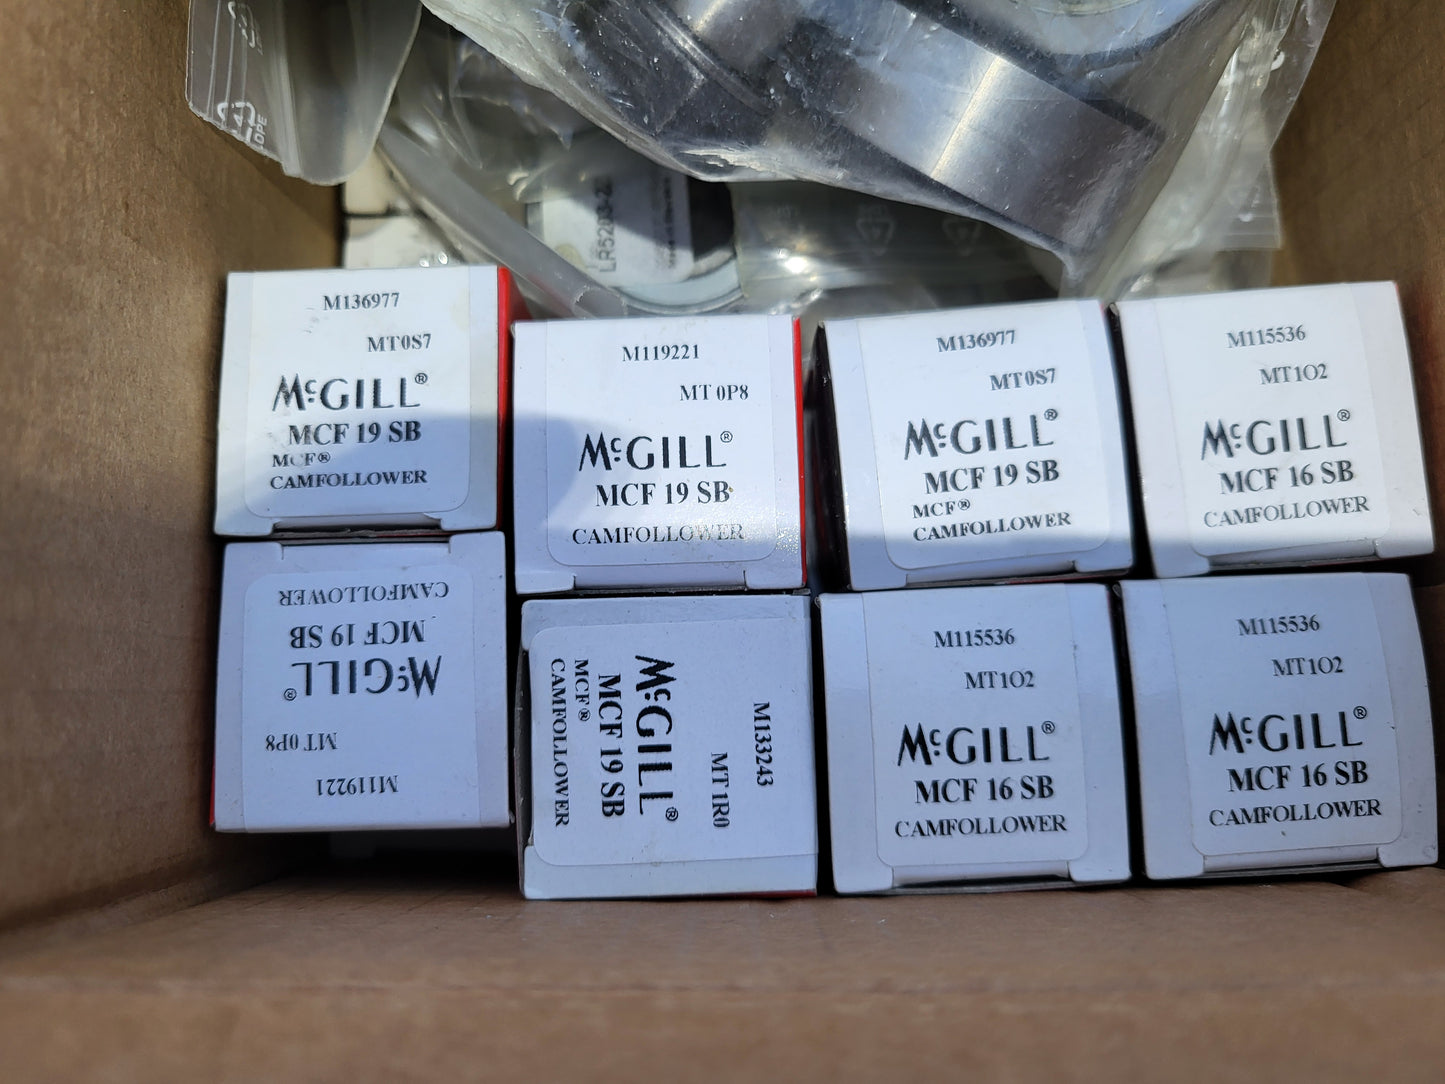 LR5203-2
M136977
MT0S7
McGILL®
MCF 19 SB
MCF®
CAMFOLLOWER
M119221
MT 0P8
McGILL®
MCF 19 SB
CAMFOLLOWER
M136977
MT0S7
McGILL®
MCF 19 SB
MCF®
CAMFOLLOWER
M115536
MT1O2
McGILL®
MCF 16 SB
CAMFOLLOWER
M119221
MT 0P8
McGILL®
MCF 19 SB
CAMFOLLOWER
M133243
MT 1R0
McGILL®
MCF 19 SB
MCF®
CAMFOLLOWER
M115536
MT1O2
McGILL®
MCF 16 SB
CAMFOLLOWER
M115536
MT1O2
McGILL®
MCF 16 SB
CAMFOLLOWER